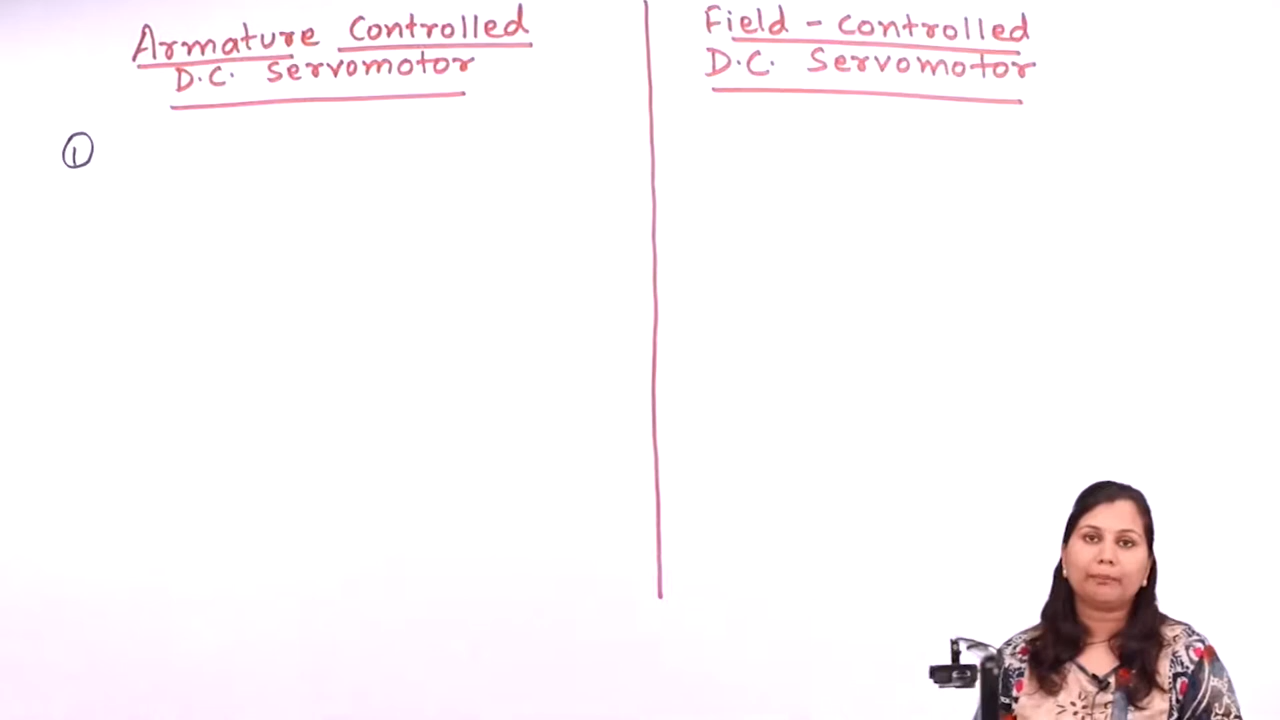 Armature Controlled
D.C. Servomotor
Field - Controlled
D.C. Servomotor
①